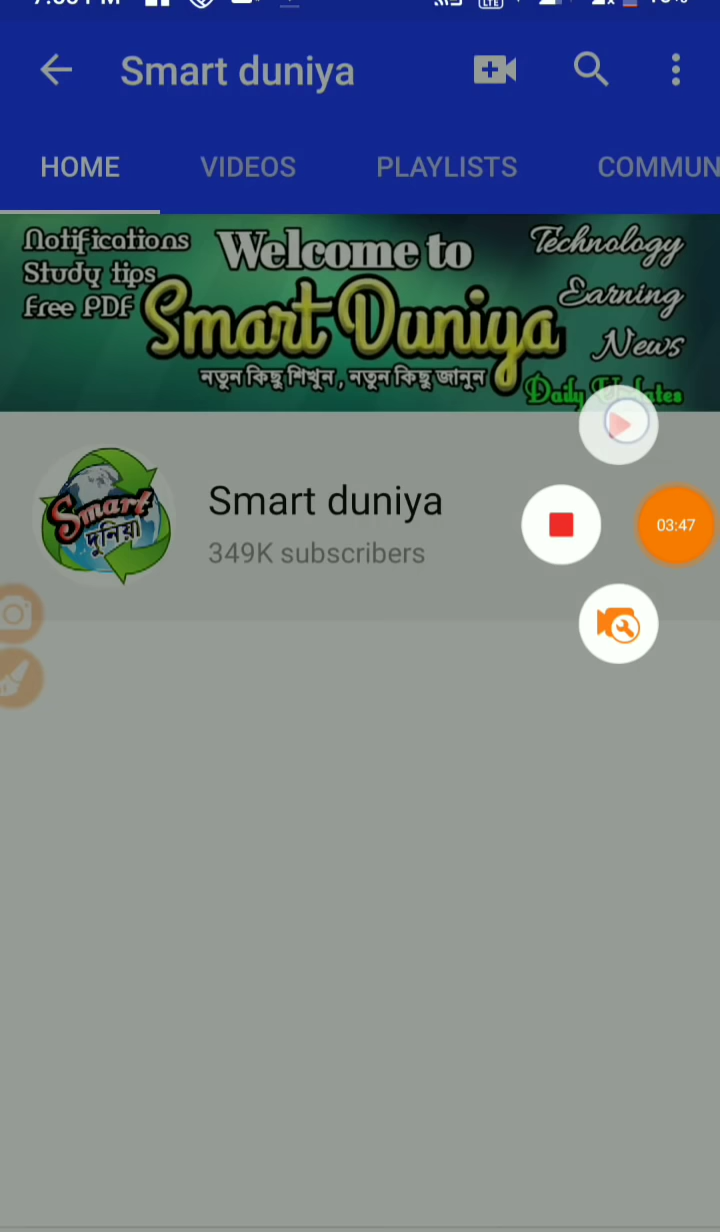 Smart duniya
HOME VIDEOS PLAYLISTS COMMUN
Notifications
Study tips
Free PDF
Welcome to
Smart Duniya
নতুন কিছু শিখুন , নতুন কিছু জানুন
Technology
Earning
News
Daily Updates
Smart
দুনিয়া
Smart duniya
349K subscribers
03:47